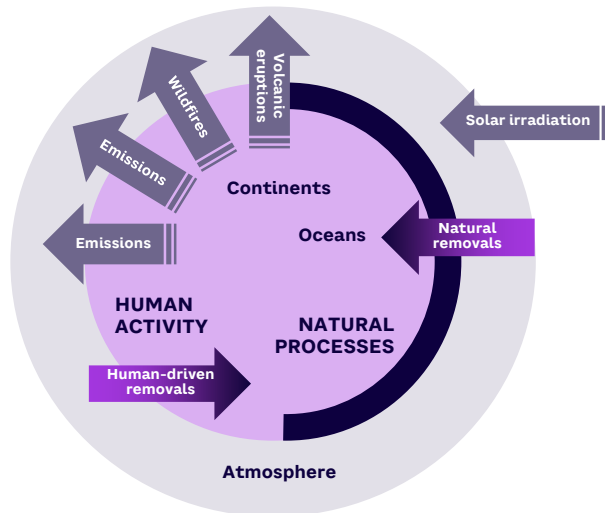 Volcanic
eruptions
Wildfires
Emissions
Solar irradiation
Continents
Oceans
Natural
removals
Emissions
HUMAN
ACTIVITY
NATURAL
PROCESSES
Human-driven
removals
Atmosphere